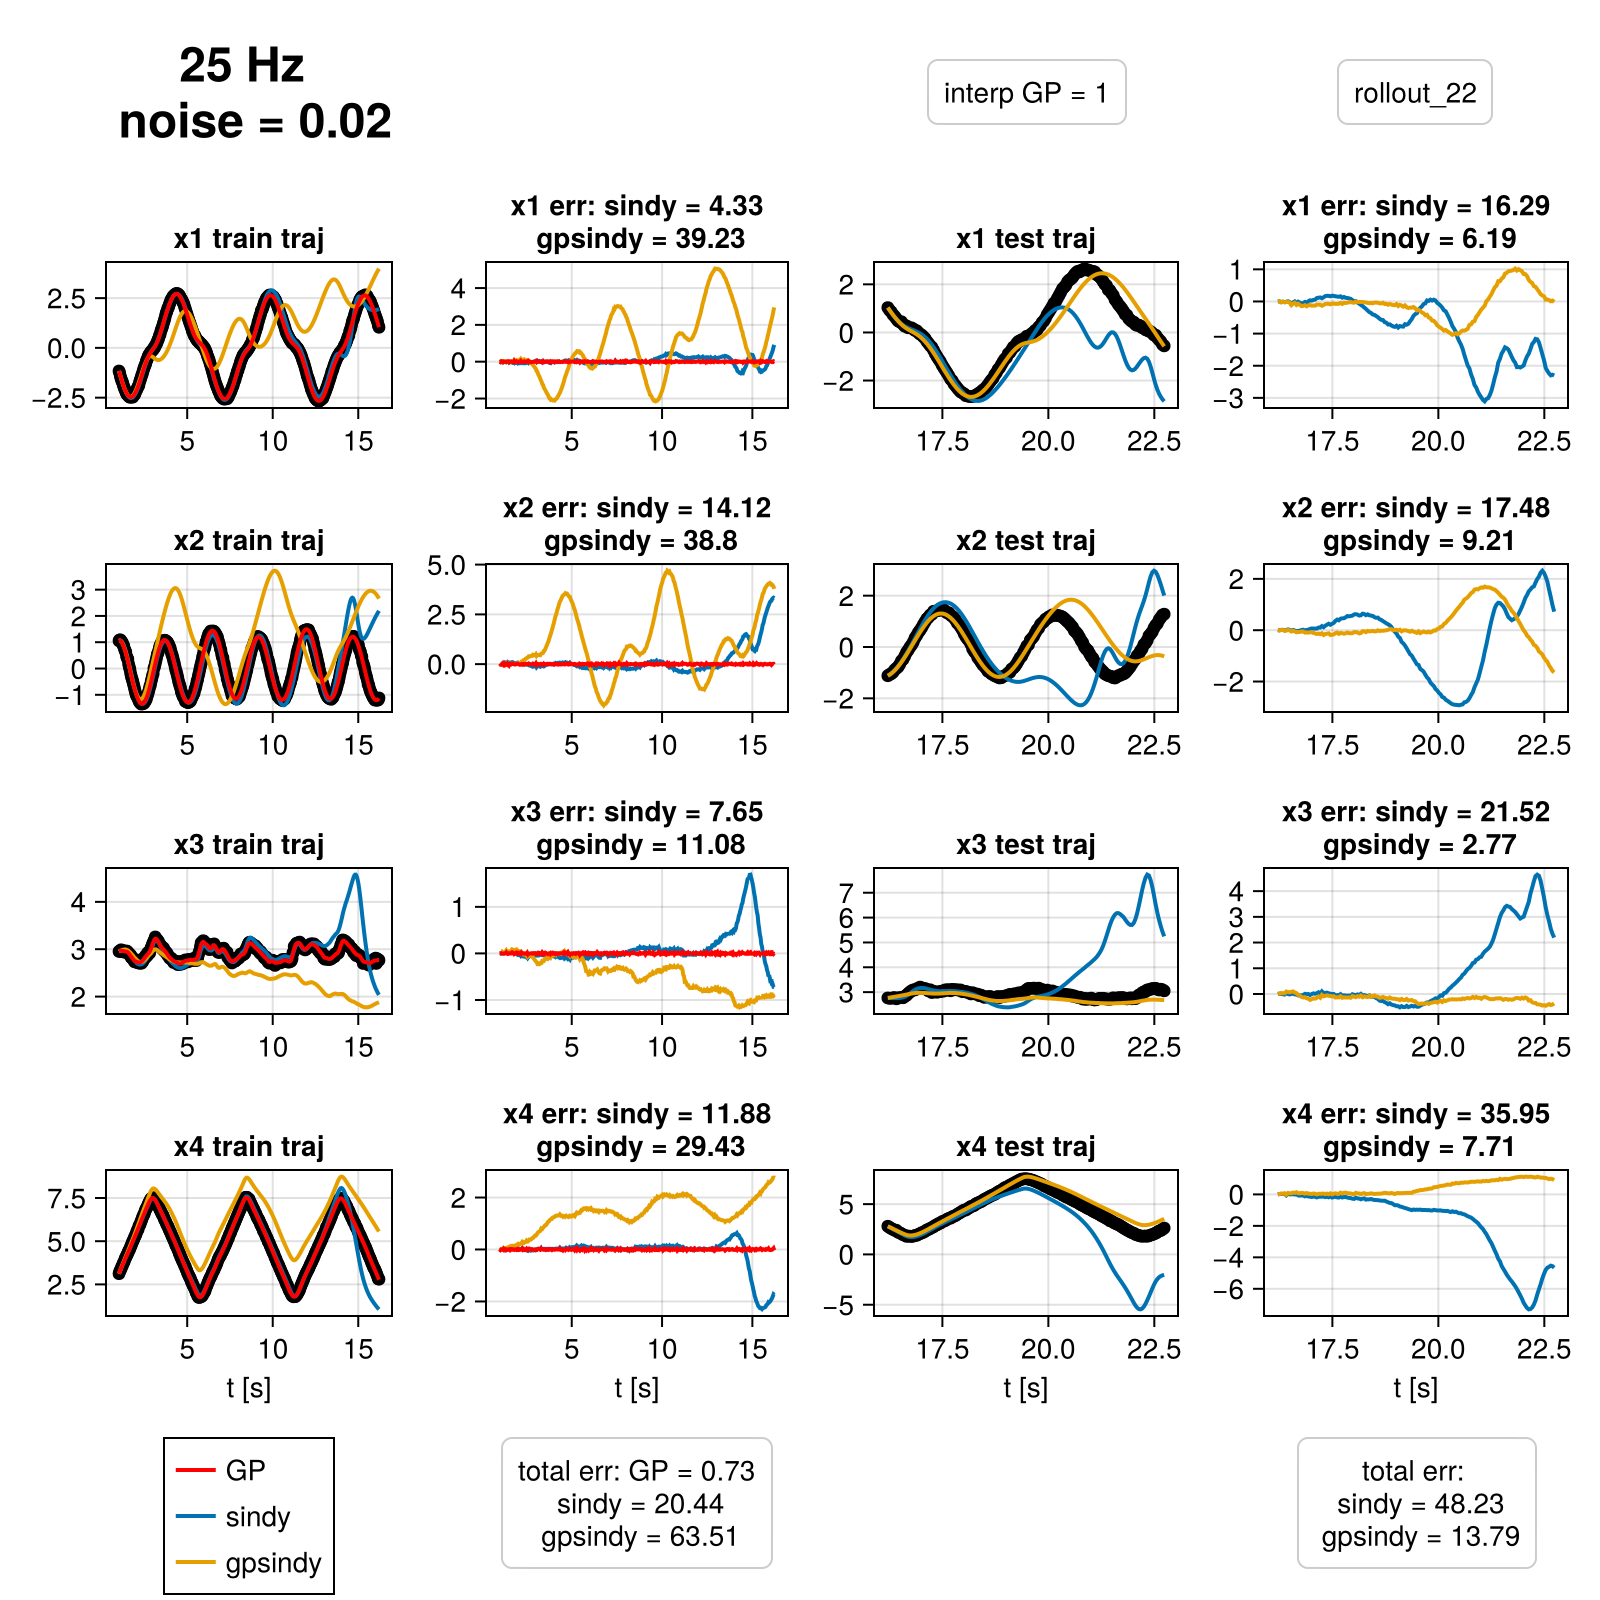 25 Hz
noise = 0.02
interp GP = 1
rollout_22
x1 train traj
2.5
0.0
−2.5
5
10
15
x1 err: sindy = 4.33
gpsindy = 39.23
4
2
0
−2
5
10
15
x1 test traj
2
0
−2
17.5
20.0
22.5
x1 err: sindy = 16.29
gpsindy = 6.19
1
0
−1
−2
−3
17.5
20.0
22.5
x2 train traj
3
2
1
0
−1
5
10
15
x2 err: sindy = 14.12
gpsindy = 38.8
5.0
2.5
0.0
5
10
15
x2 test traj
2
0
−2
17.5
20.0
22.5
x2 err: sindy = 17.48
gpsindy = 9.21
2
0
−2
17.5
20.0
22.5
x3 train traj
4
3
2
5
10
15
x3 err: sindy = 7.65
gpsindy = 11.08
1
0
−1
5
10
15
x3 test traj
7
6
5
4
3
17.5
20.0
22.5
x3 err: sindy = 21.52
gpsindy = 2.77
4
3
2
1
0
17.5
20.0
22.5
x4 train traj
7.5
5.0
2.5
5
10
15
t [s]
x4 err: sindy = 11.88
gpsindy = 29.43
2
0
−2
5
10
15
t [s]
x4 test traj
5
0
−5
17.5
20.0
22.5
t [s]
x4 err: sindy = 35.95
gpsindy = 7.71
0
−2
−4
−6
17.5
20.0
22.5
t [s]
GP
sindy
gpsindy
total err: GP = 0.73
sindy = 20.44
gpsindy = 63.51
total err:
sindy = 48.23
gpsindy = 13.79